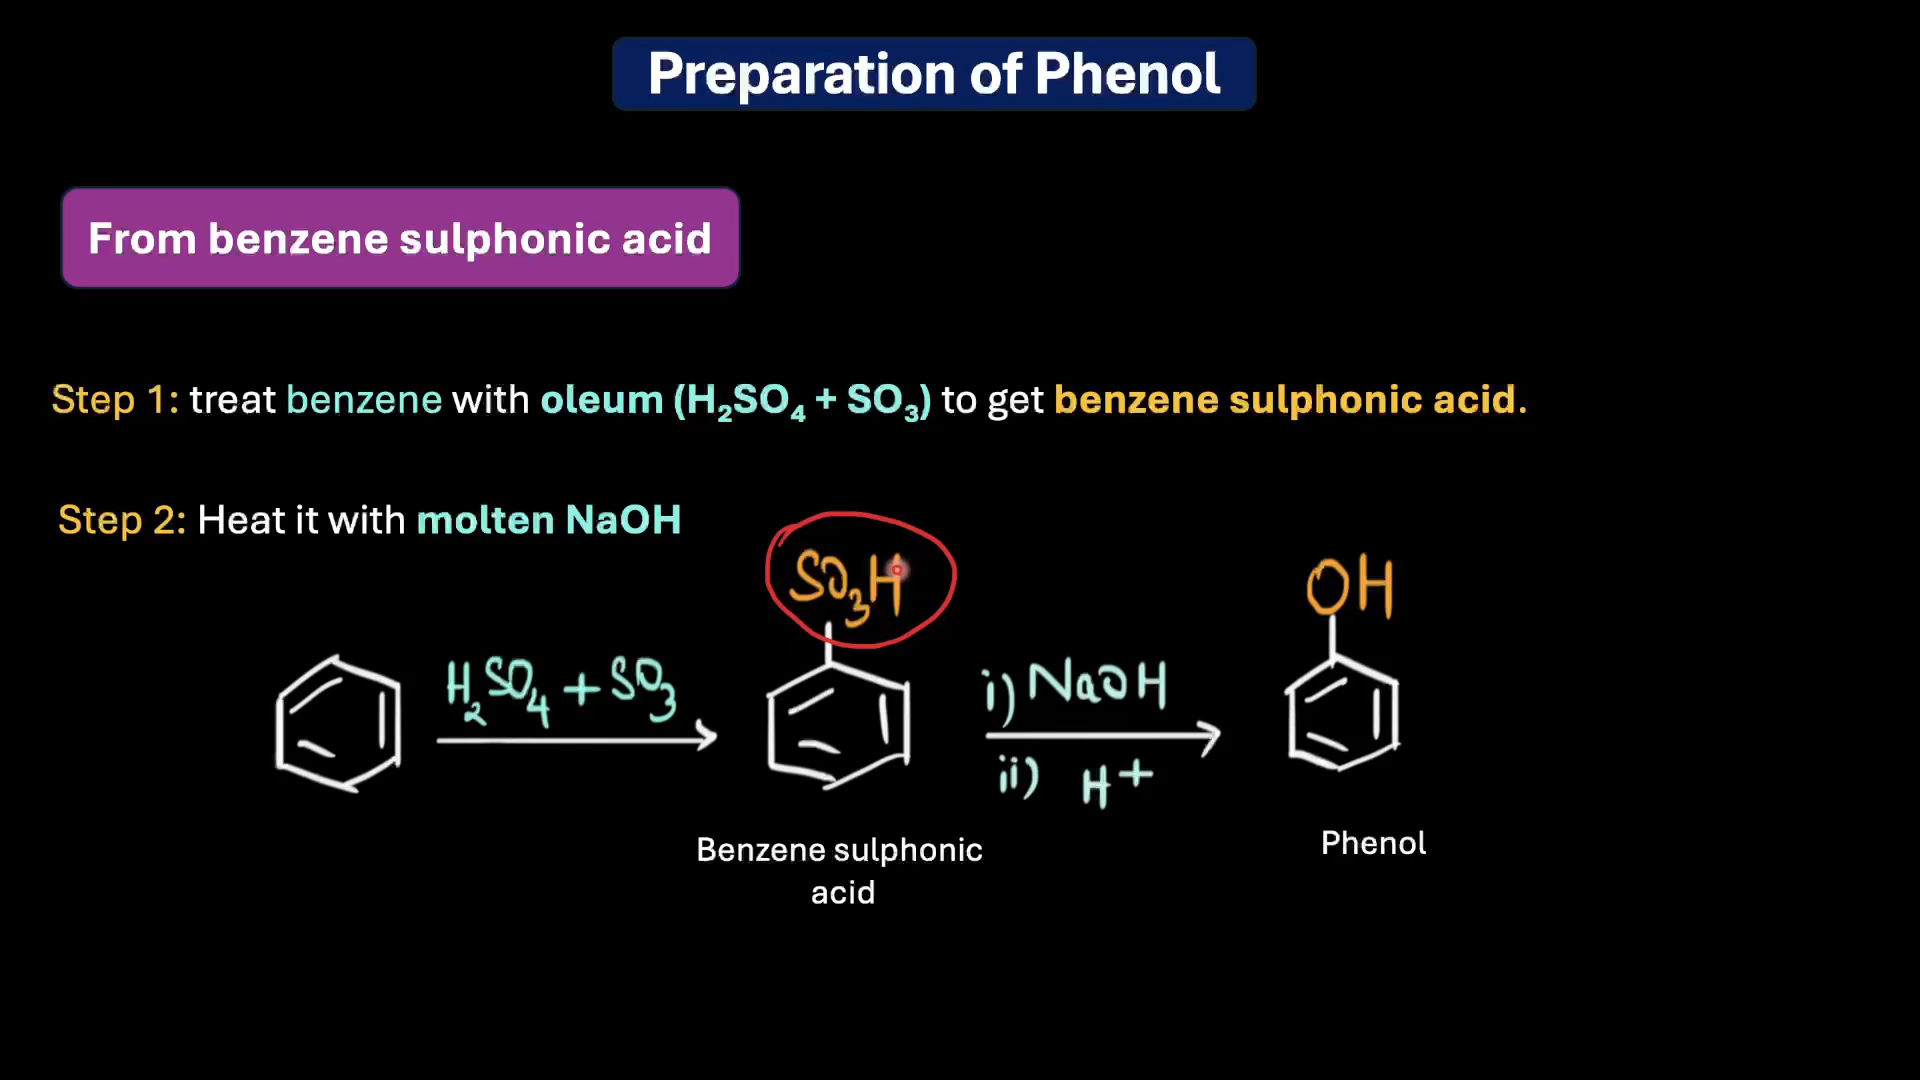 Preparation of Phenol
From benzene sulphonic acid
Step 1: treat benzene with oleum (H₂SO₄ + SO₃) to get benzene sulphonic acid.
Step 2: Heat it with molten NaOH
SO₃H
OH
H₂SO₄ + SO₃
i) NaOH
ii) H⁺
Benzene sulphonic
acid
Phenol